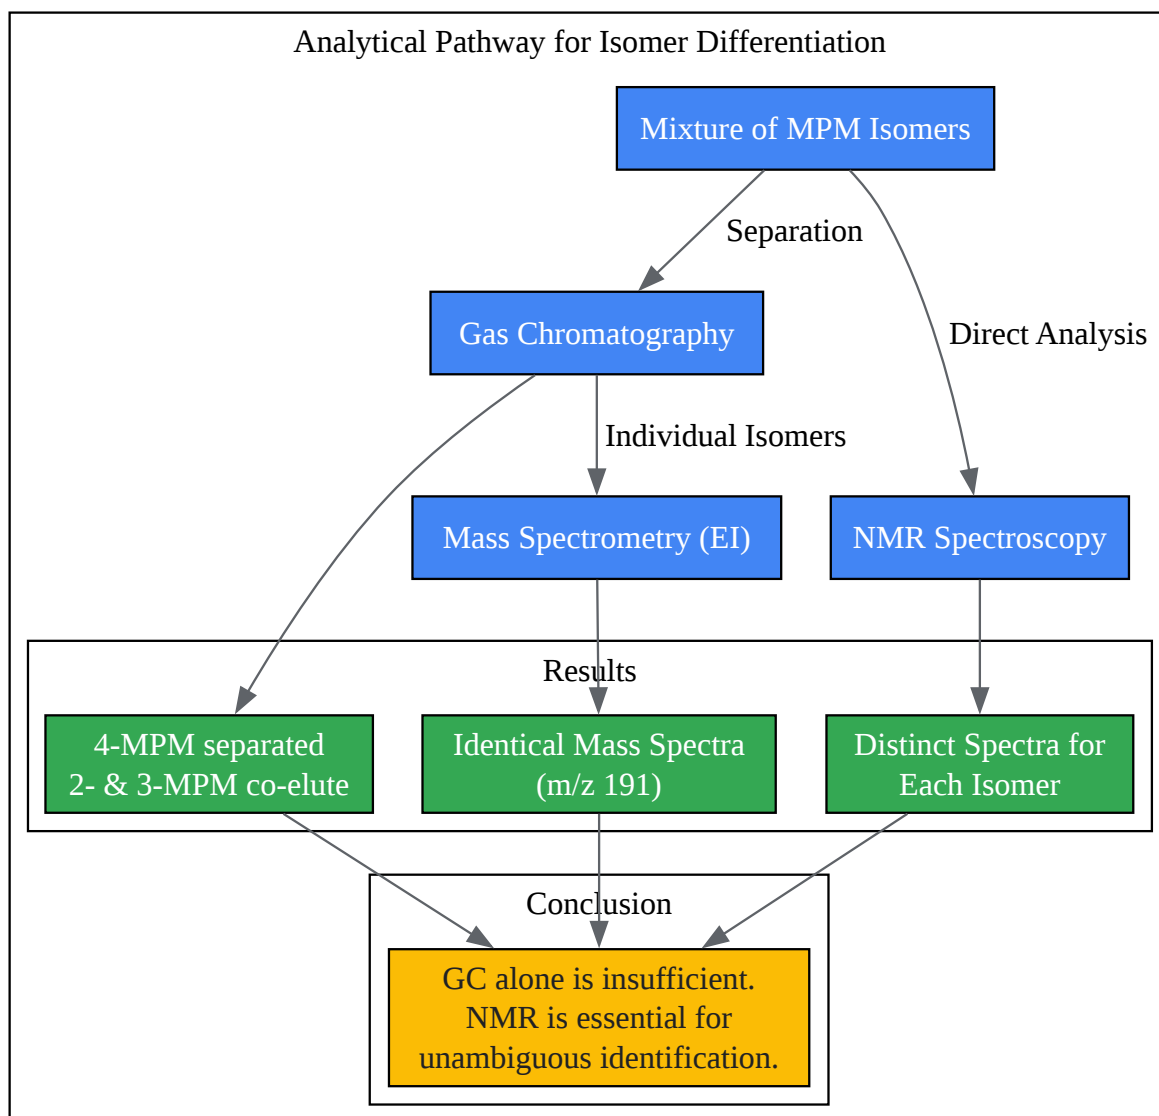 Analytical Pathway for Isomer Differentiation
Mixture of MPM Isomers
Separation
Gas Chromatography
Direct Analysis
Individual Isomers
Mass Spectrometry (EI)
NMR Spectroscopy
Results
4-MPM separated
2- & 3-MPM co-elute
Identical Mass Spectra
(m/z 191)
Distinct Spectra for
Each Isomer
Conclusion
GC alone is insufficient.
NMR is essential for
unambiguous identification.